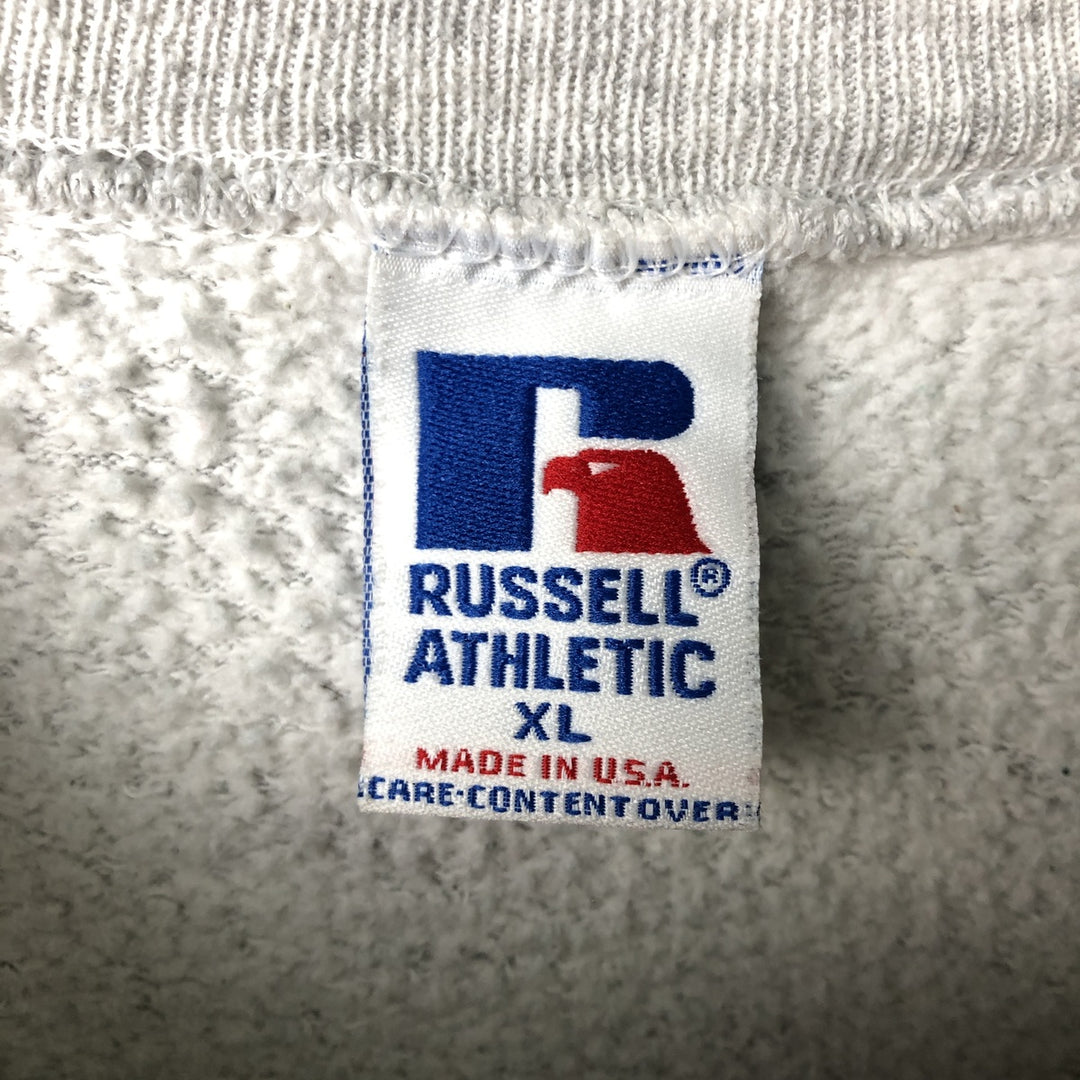 RUSSELL®
ATHLETIC
XL
MADE IN U.S.A.
CARE·CONTENT OVER